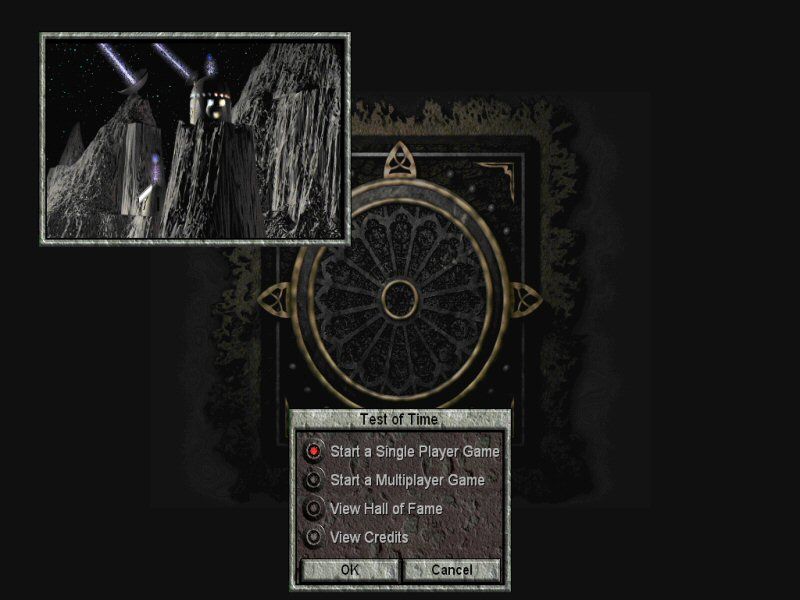 Test of Time
Start a Single Player Game
Start a Multiplayer Game
View Hall of Fame
View Credits
OK
Cancel